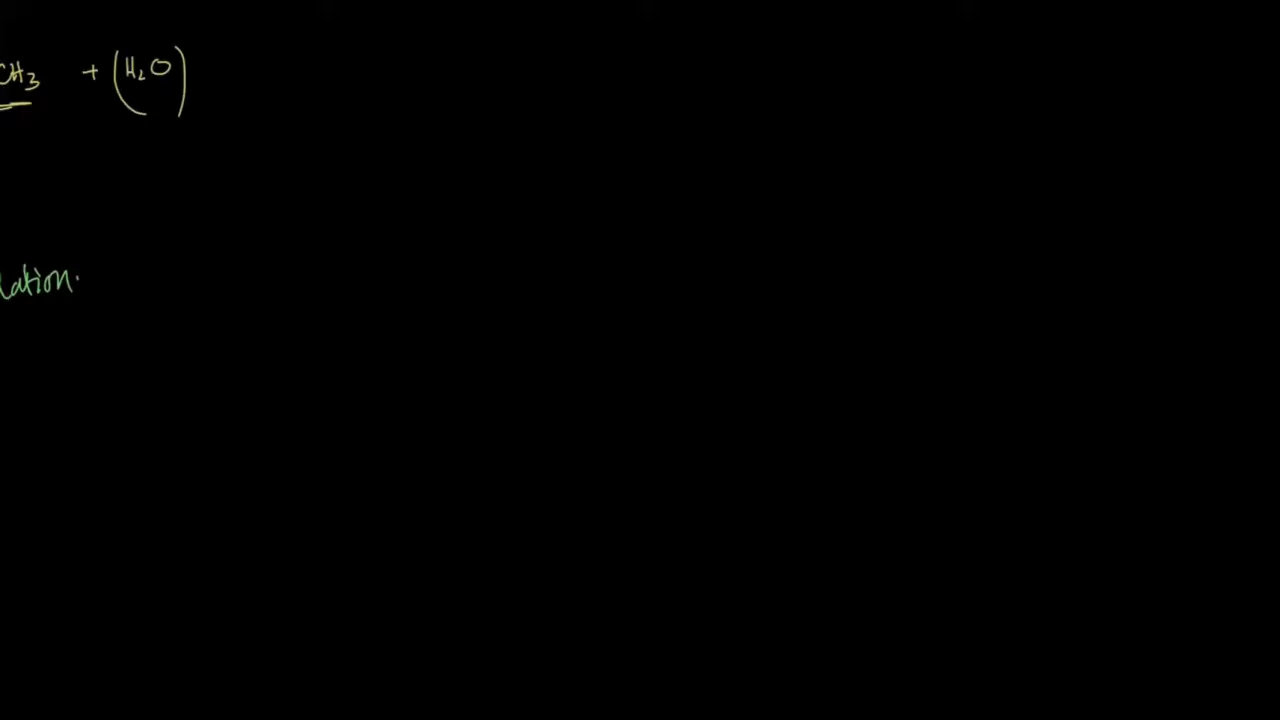 CH₃ + (H₂O)
lation.